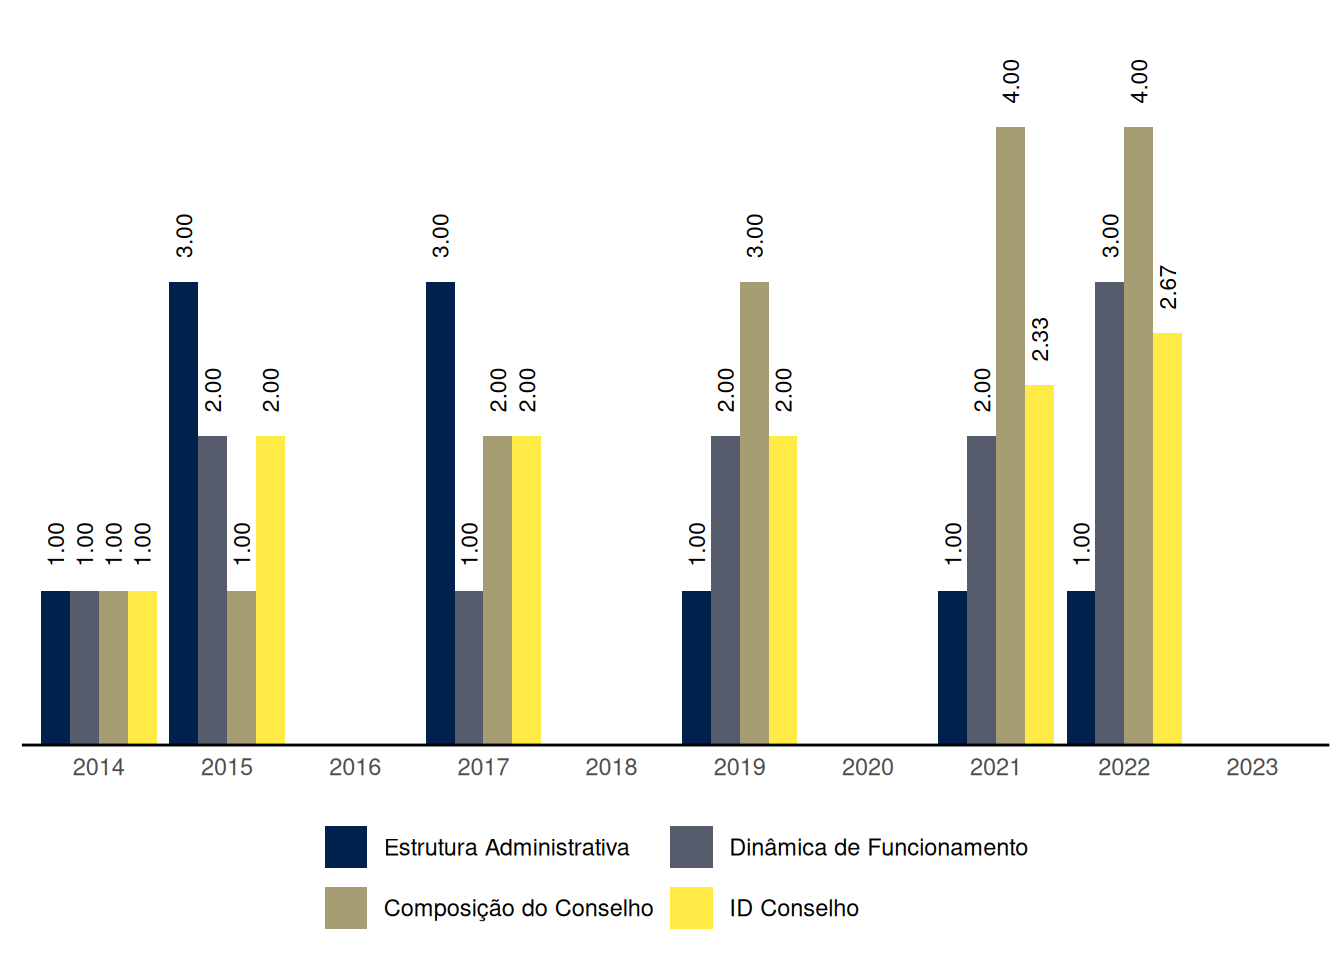 4.00 4.00
3.00 3.00 3.00 3.00
2.67
2.33
2.00 2.00 2.00 2.00 2.00 2.00 2.00
1.00 1.00 1.00 1.00 1.00 1.00 1.00 1.00 1.00
2014 2015 2016 2017 2018 2019 2020 2021 2022 2023
Estrutura Administrativa Dinâmica de Funcionamento
Composição do Conselho ID Conselho